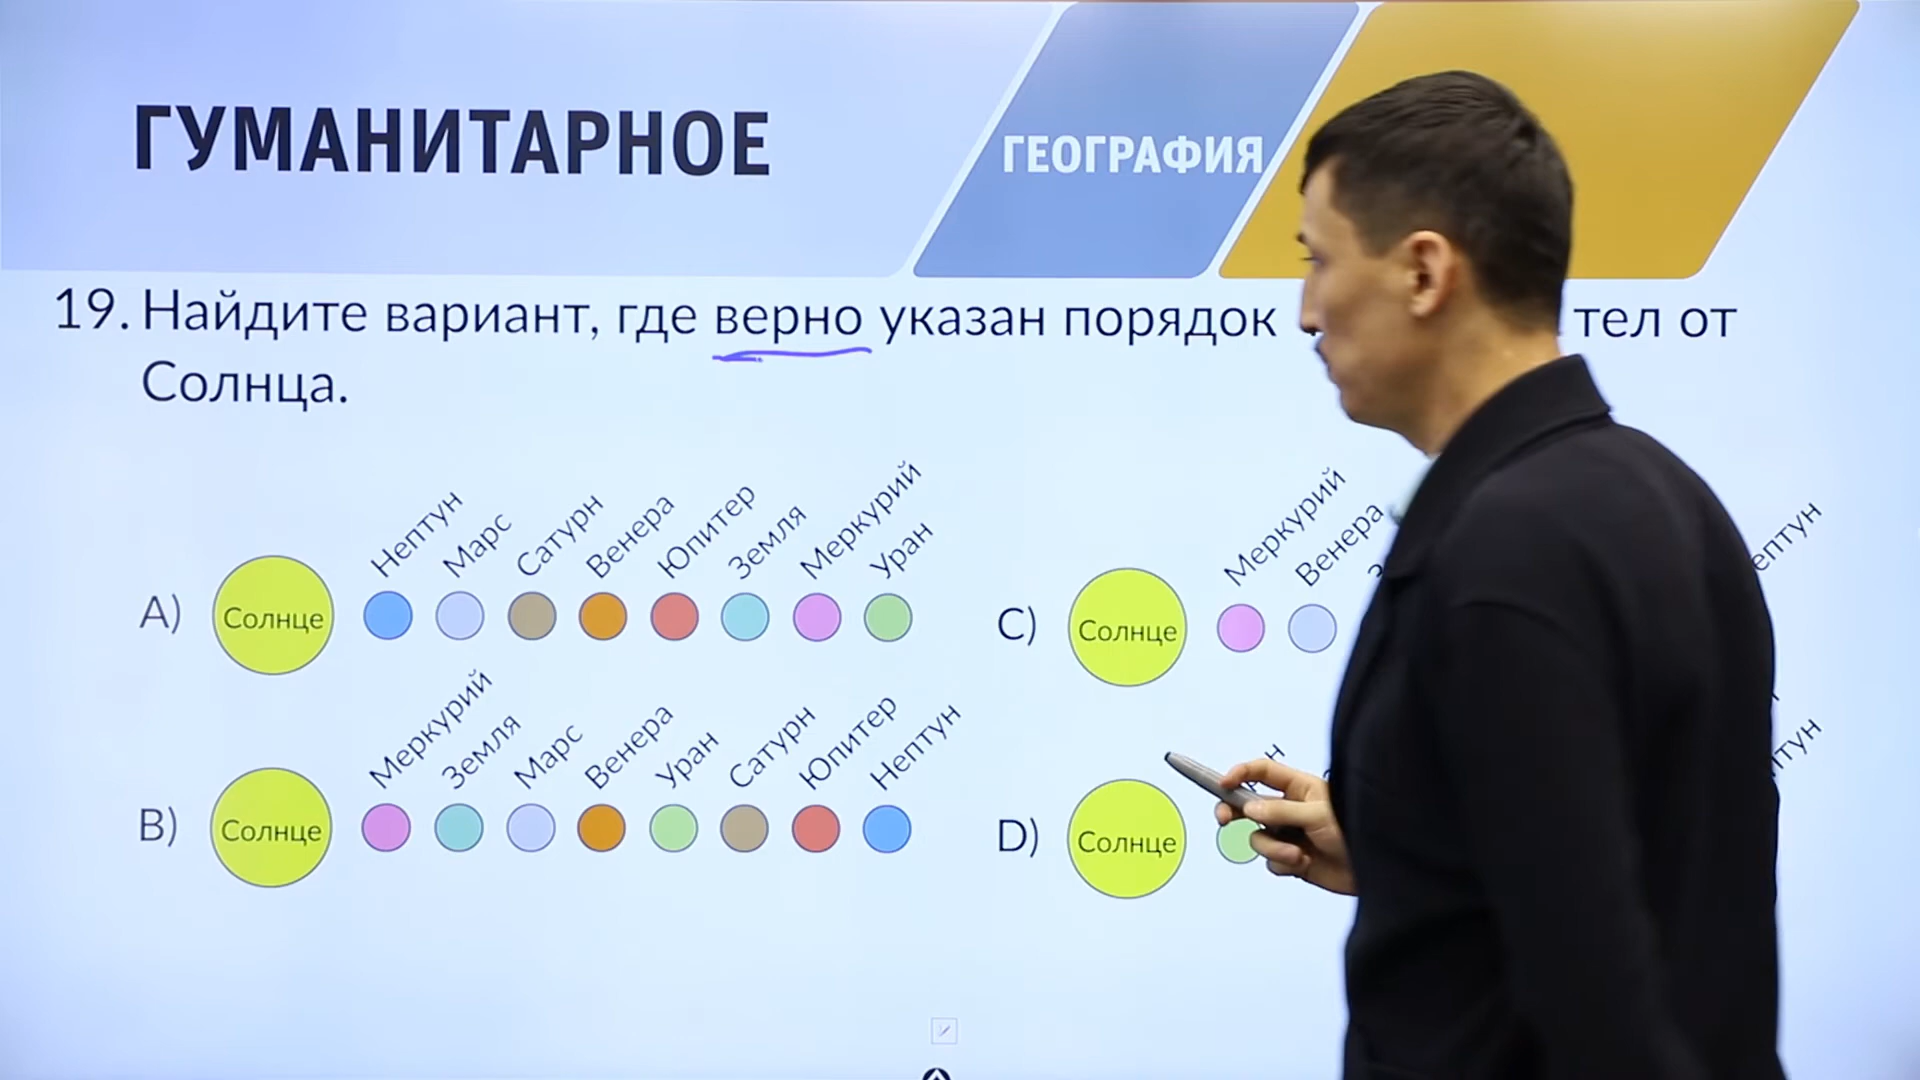 ГУМАНИТАРНОЕ
ГЕОГРАФИЯ
19. Найдите вариант, где верно указан порядок тел от
Солнца.
A)
Солнце
Нептун
Марс
Сатурн
Венера
Юпитер
Земля
Меркурий
Уран
B)
Солнце
Меркурий
Земля
Марс
Венера
Уран
Сатурн
Юпитер
Нептун
C)
Солнце
Меркурий
Венера
D)
Солнце